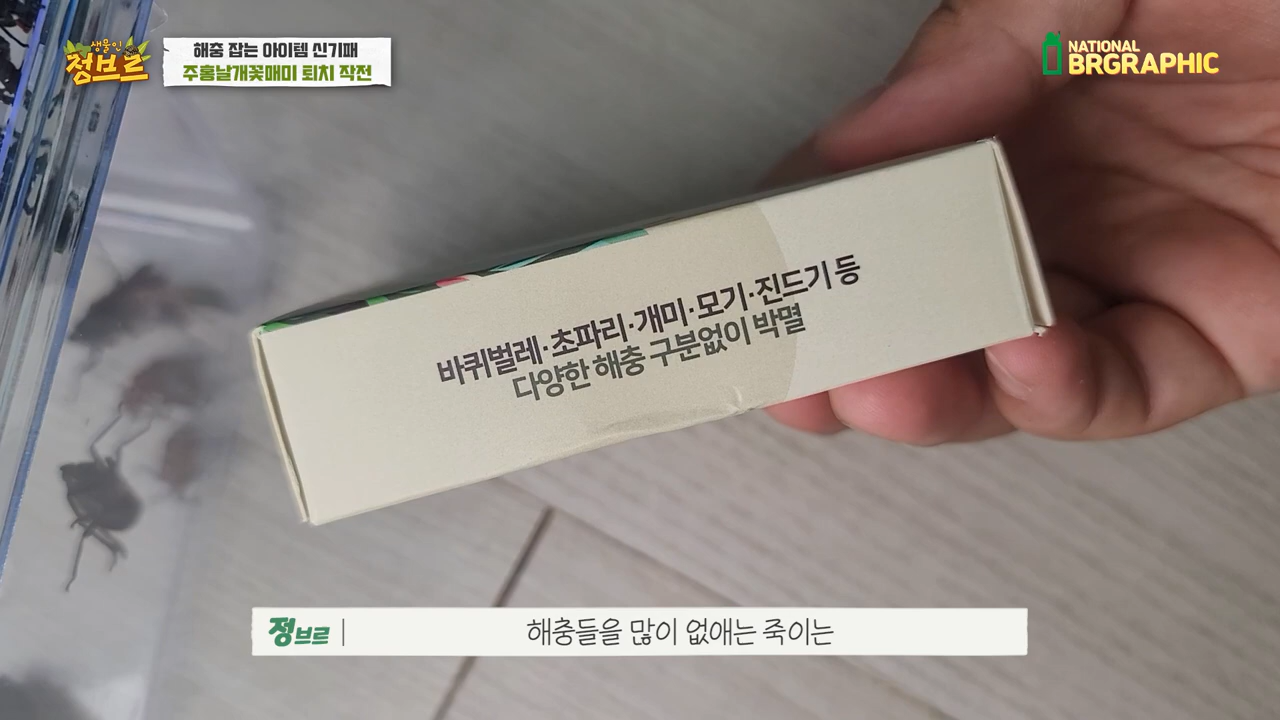 생물인
정브르
해충 잡는 아이템 신기패
주홍날개꽃매미 퇴치 작전
NATIONAL
BRGRAPHIC
바퀴벌레·초파리·개미·모기·진드기 등
다양한 해충 구분없이 박멸
정브르 | 해충들을 많이 없애는 죽이는